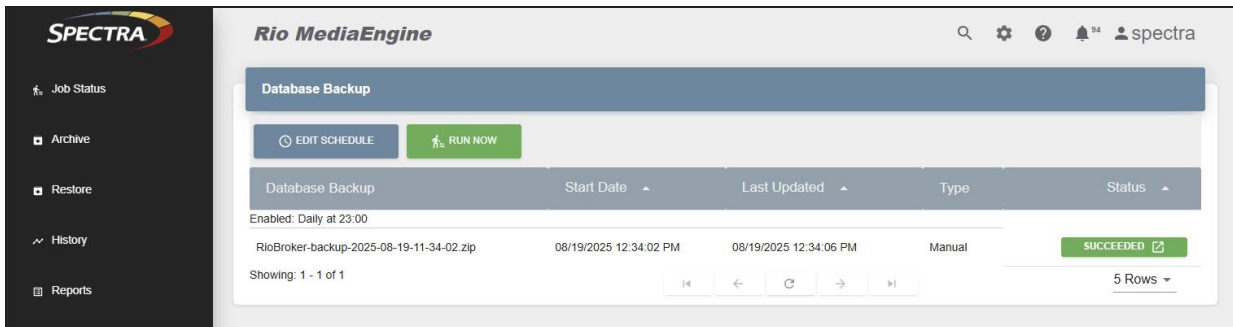 SPECTRA
Rio MediaEngine
94
spectra
Job Status
Database Backup
Archive
EDIT SCHEDULE
RUN NOW
Database Backup Start Date Last Updated Type Status
Restore
Enabled: Daily at 23:00
History
RioBroker-backup-2025-08-19-11-34-02.zip 08/19/2025 12:34:02 PM 08/19/2025 12:34:06 PM Manual SUCCEEDED
Showing: 1 - 1 of 1
5 Rows
Reports